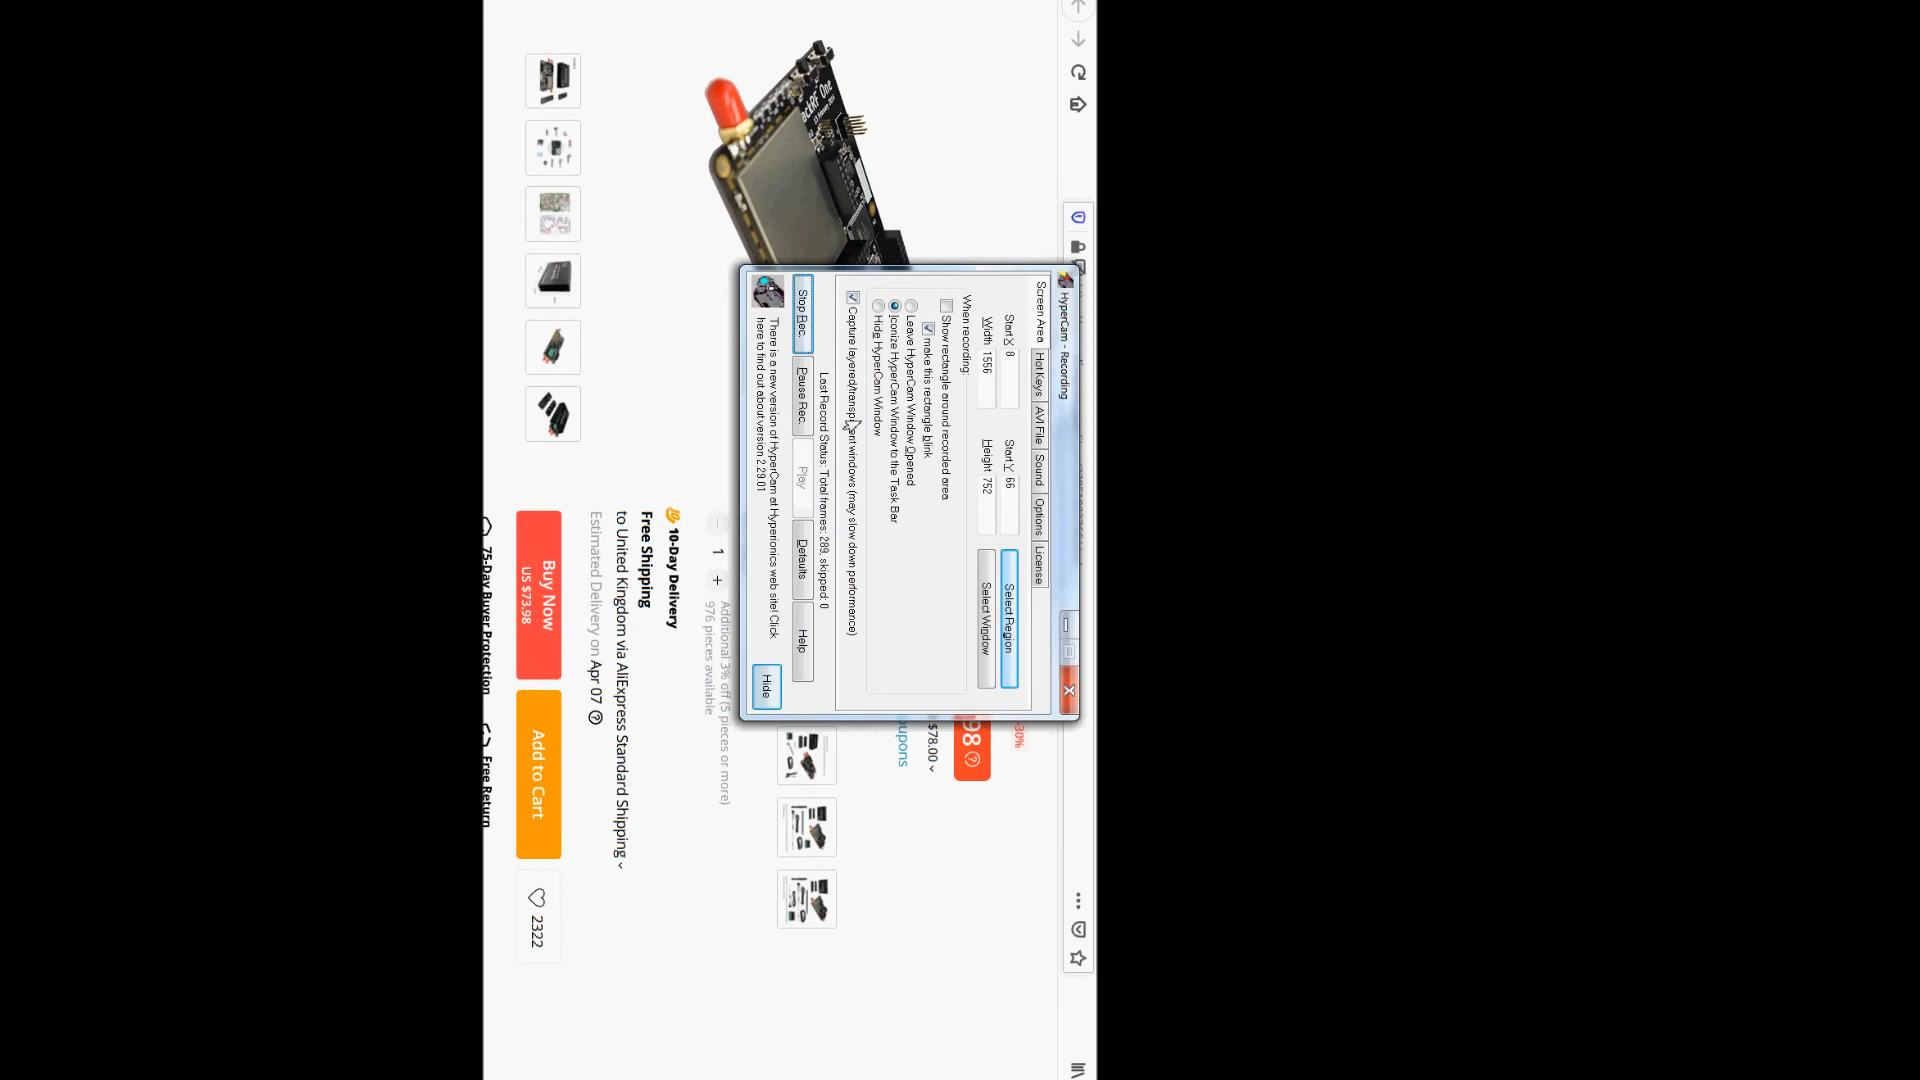 HyperCam - Recording
Screen Area
Hot Keys
AVI File
Sound
Options
License
Start X 8
Start Y 66
Select Region
Width 1556
Height 752
Select Window
When recording:
Show rectangle around recorded area
make this rectangle blink
Leave HyperCam Window Opened
Iconize HyperCam Window to the Task Bar
Hide HyperCam Window
Capture layered/transp ent windows (may slow down performance)
Last Record Status: Total frames: 289, skipped: 0
Stop Rec.
Pause Rec.
Play
Defaults
Help
There is a new version of HyperCam at Hyperionics web site! Click
here to find out about version 2.29.01
Hide
ackRF One
-30%
98
$78.00
oupons
1
Additional 3% off (5 pieces or more)
976 pieces available
10-Day Delivery
Free Shipping
to United Kingdom via AliExpress Standard Shipping
Estimated Delivery on Apr 07
Buy Now
US $73.98
Add to Cart
2322
75-Day Buyer Protection
Free Return